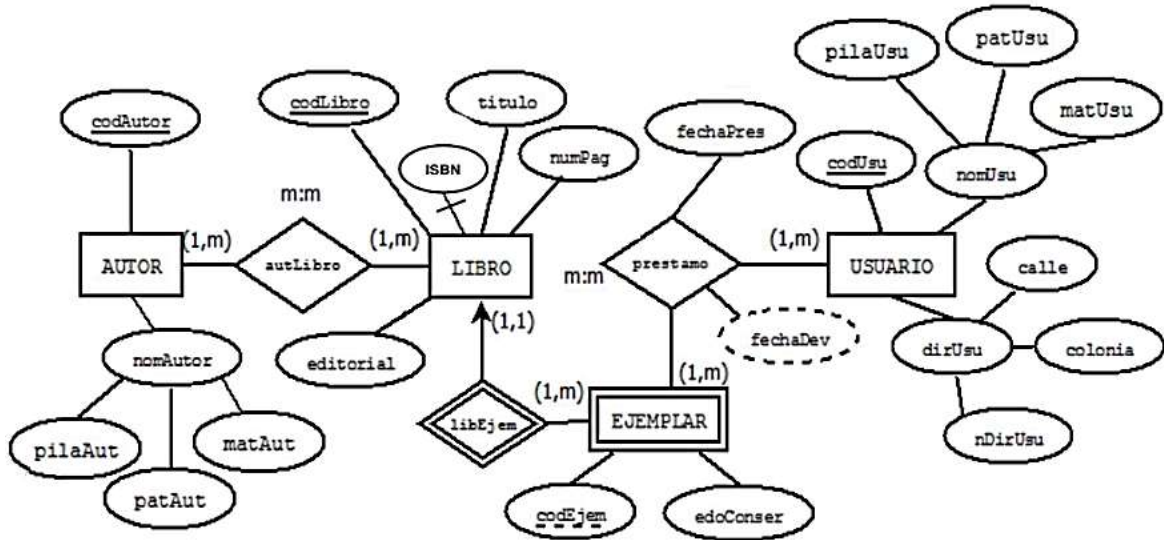 pilaUsu
patUsu
codLibro
titulo
matUsu
codAutor
fechaPres
numPag
codUsu
ISBN
nomUsu
m:m
(1,m)
(1,m)
(1,m)
AUTOR
autLibro
LIBRO
prestamo
USUARIO
calle
m:m
(1,1)
fechaDev
dirUsu
colonia
nomAutor
editorial
(1,m)
(1,m)
libEjem
EJEMPLAR
nDirUsu
pilaAut
matAut
patAut
codEjem
edoConser